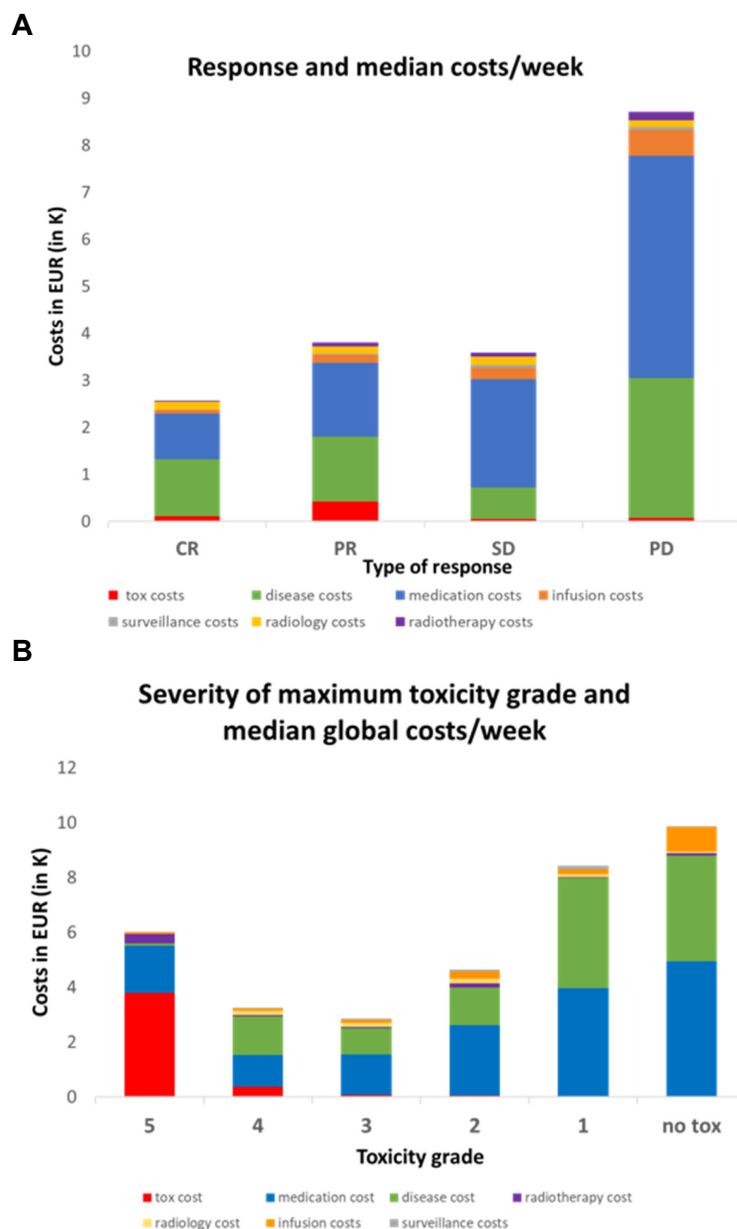 A
Response and median costs/week
Costs in EUR (in K)
10
9
8
7
6
5
4
3
2
1
0
CR PR SD PD
Type of response
tox costs disease costs medication costs infusion costs
surveillance costs radiology costs radiotherapy costs
B
Severity of maximum toxicity grade and
median global costs/week
Costs in EUR (in K)
12
10
8
6
4
2
0
5 4 3 2 1 no tox
Toxicity grade
tox cost medication cost disease cost radiotherapy cost
radiology cost infusion costs surveillance costs